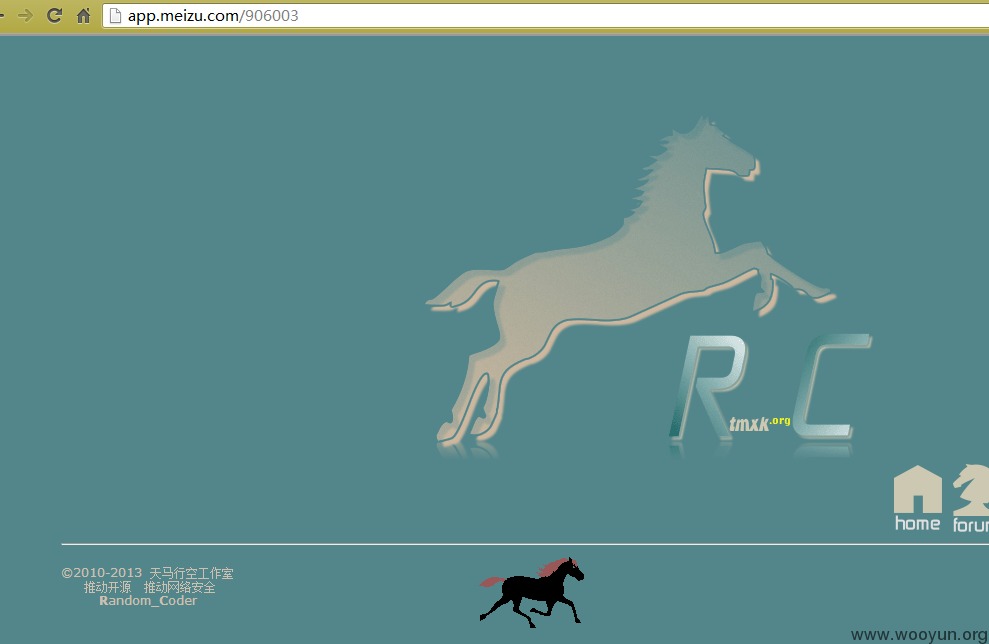 app.meizu.com/906003
RC
tmxk.org
home
forum
©2010-2013 天马行空工作室
推动开源 推动网络安全
Random_Coder
www.wooyun.org